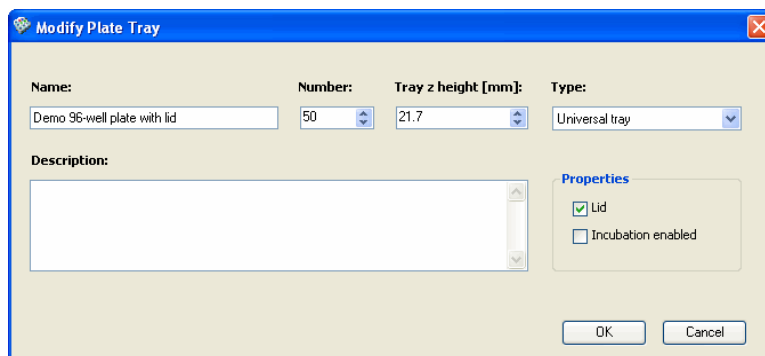 Modify Plate Tray
Name: Number: Tray z height [mm]: Type:
Demo 96-well plate with lid 50 21.7 Universal tray
Description:
Properties
Lid
Incubation enabled
OK Cancel